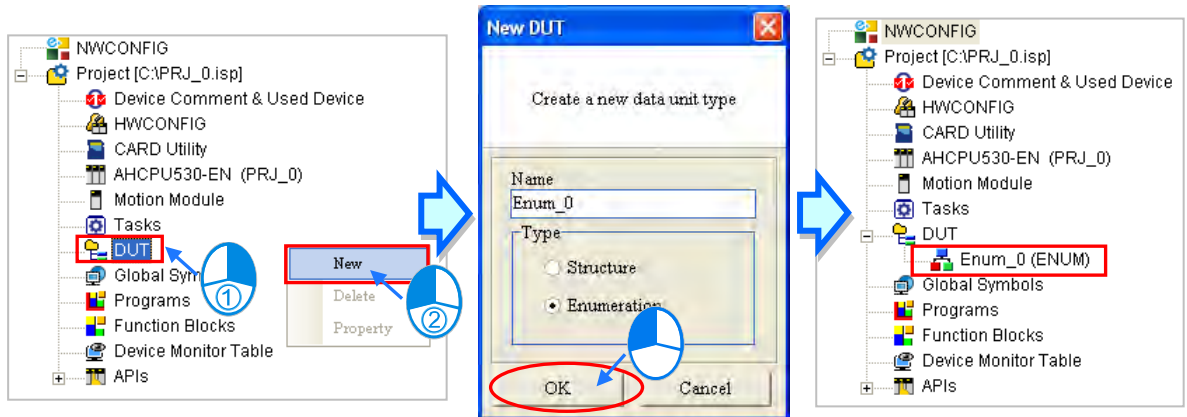 NWCONFIG
Project [C:\PRJ_0.isp]
Device Comment & Used Device
HWCONFIG
CARD Utility
AHCPU530-EN (PRJ_0)
Motion Module
Tasks
DUT
Global Sym
Programs
Function Blocks
Device Monitor Table
APIs
①
New
Delete
Property
②
New DUT
Create a new data unit type
Name
Enum_0
Type
Structure
Enumeration
OK
Cancel
NWCONFIG
Project [C:\PRJ_0.isp]
Device Comment & Used Device
HWCONFIG
CARD Utility
AHCPU530-EN (PRJ_0)
Motion Module
Tasks
DUT
Enum_0 (ENUM)
Global Symbols
Programs
Function Blocks
Device Monitor Table
APIs